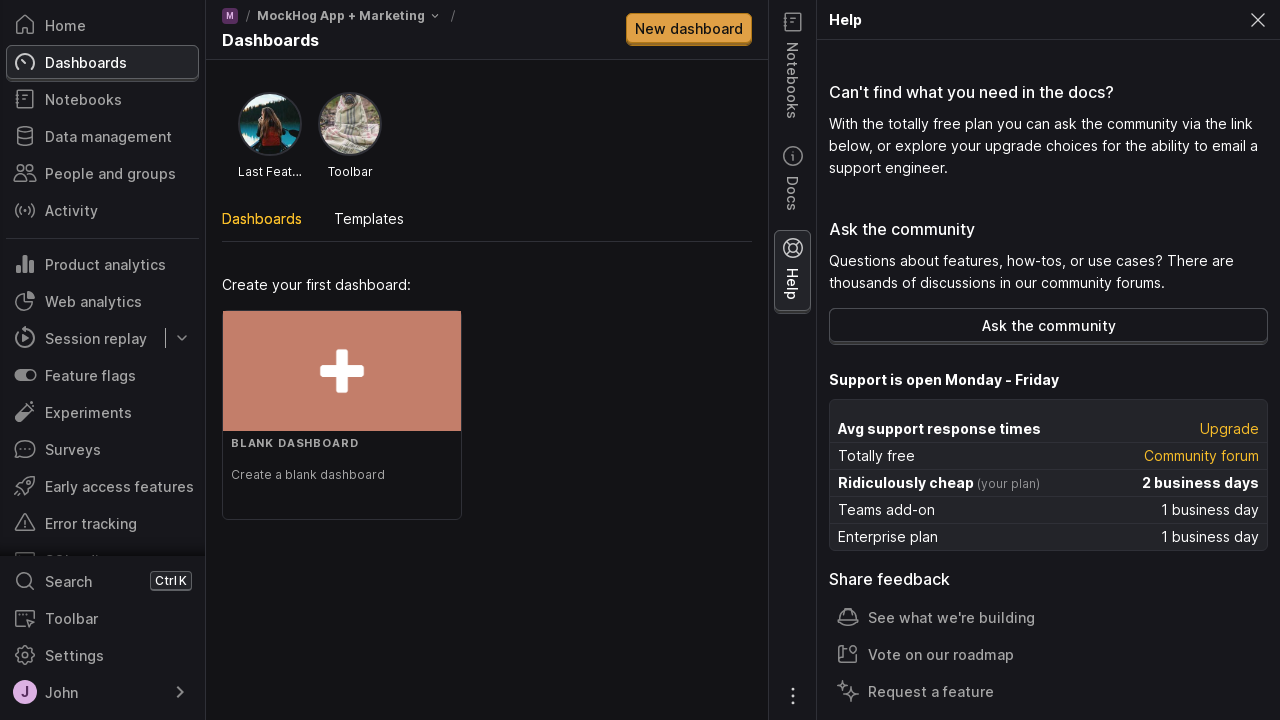 Home
Dashboards
Notebooks
Data management
People and groups
Activity
Product analytics
Web analytics
Session replay
Feature flags
Experiments
Surveys
Early access features
Error tracking
Search Ctrl K
Toolbar
Settings
J John
M / MockHog App + Marketing /
Dashboards
New dashboard
Last Feat...
Toolbar
Dashboards
Templates
Create your first dashboard:
BLANK DASHBOARD
Create a blank dashboard
Notebooks
Docs
Help
Help
Can't find what you need in the docs?
With the totally free plan you can ask the community via the link
below, or explore your upgrade choices for the ability to email a
support engineer.
Ask the community
Questions about features, how-tos, or use cases? There are
thousands of discussions in our community forums.
Ask the community
Support is open Monday - Friday
Avg support response times Upgrade
Totally free Community forum
Ridiculously cheap (your plan) 2 business days
Teams add-on 1 business day
Enterprise plan 1 business day
Share feedback
See what we're building
Vote on our roadmap
Request a feature